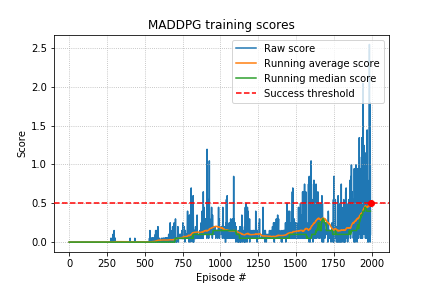 MADDPG training scores
Raw score
Running average score
Running median score
Success threshold
Score
2.5
2.0
1.5
1.0
0.5
0.0
0 250 500 750 1000 1250 1500 1750 2000
Episode #